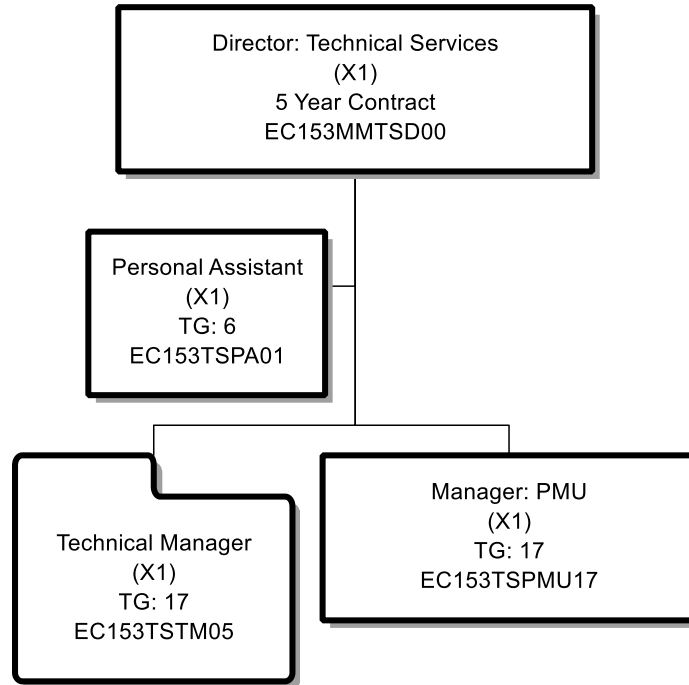 Director: Technical Services
(X1)
5 Year Contract
EC153MMTSD00
Personal Assistant
(X1)
TG: 6
EC153TSPA01
Technical Manager
(X1)
TG: 17
EC153TSTM05
Manager: PMU
(X1)
TG: 17
EC153TSPMU17